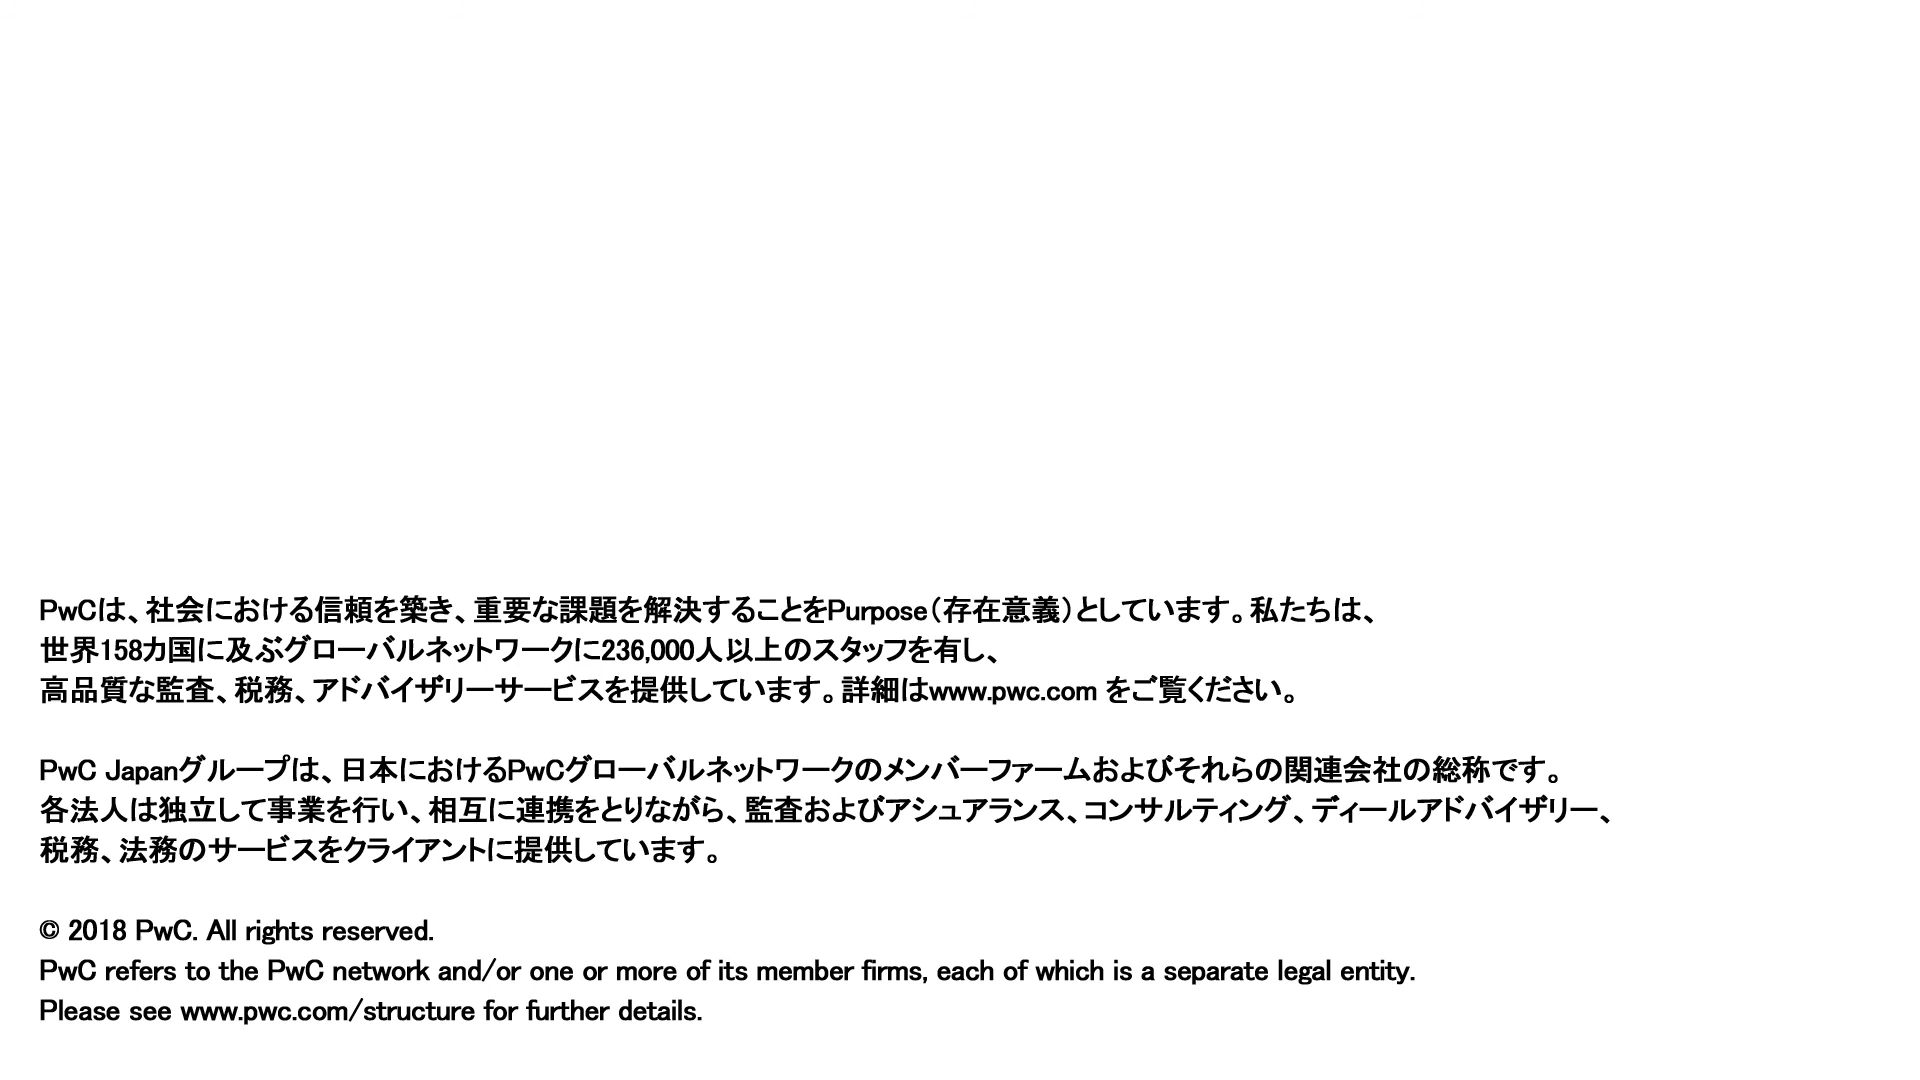 PwCは、社会における信頼を築き、重要な課題を解決することをPurpose（存在意義）としています。私たちは、
世界158カ国に及ぶグローバルネットワークに236,000人以上のスタッフを有し、
高品質な監査、税務、アドバイザリーサービスを提供しています。詳細はwww.pwc.com をご覧ください。
PwC Japanグループは、日本におけるPwCグローバルネットワークのメンバーファームおよびそれらの関連会社の総称です。
各法人は独立して事業を行い、相互に連携をとりながら、監査およびアシュアランス、コンサルティング、ディールアドバイザリー、
税務、法務のサービスをクライアントに提供しています。
© 2018 PwC. All rights reserved.
PwC refers to the PwC network and/or one or more of its member firms, each of which is a separate legal entity.
Please see www.pwc.com/structure for further details.